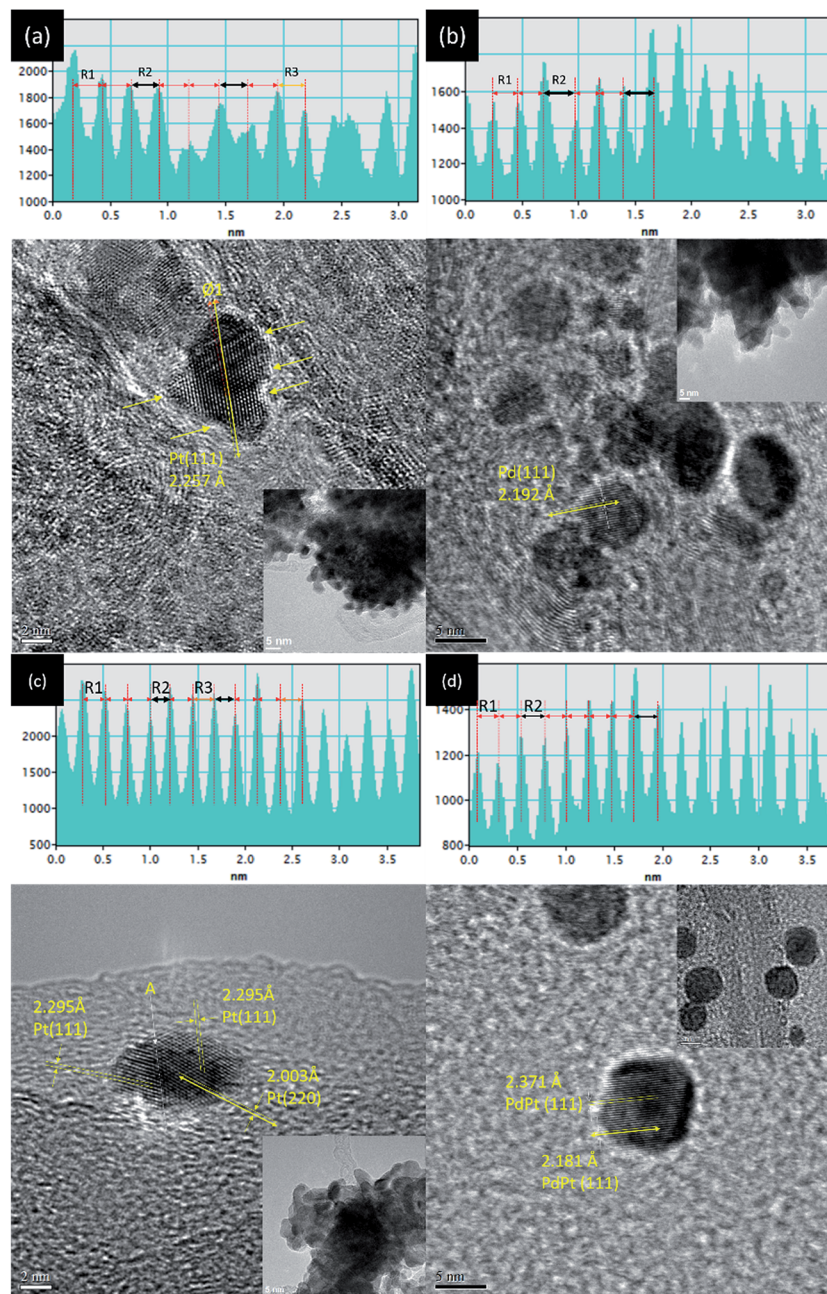 (a)
R1 R2 R3
2000
1800
1600
1400
1200
1000
0.0 0.5 1.0 1.5 2.0 2.5 3.0
nm
(b)
R1 R2
1600
1400
1200
1000
0.0 0.5 1.0 1.5 2.0 2.5 3.0
nm
Ø1
Pt(111)
2.257 Å
2 nm
5 nm
Pd(111)
2.192 Å
5 nm
5 nm
(c)
R1 R2 R3
2500
2000
1500
1000
500
0.0 0.5 1.0 1.5 2.0 2.5 3.0 3.5
nm
(d)
R1 R2
1400
1200
1000
800
0.0 0.5 1.0 1.5 2.0 2.5 3.0 3.5
nm
A
2.295Å
Pt(111)
2.295Å
Pt(111)
2.003Å
Pt(220)
2 nm
5 nm
2.371 Å
PdPt (111)
2.181 Å
PdPt (111)
5 nm